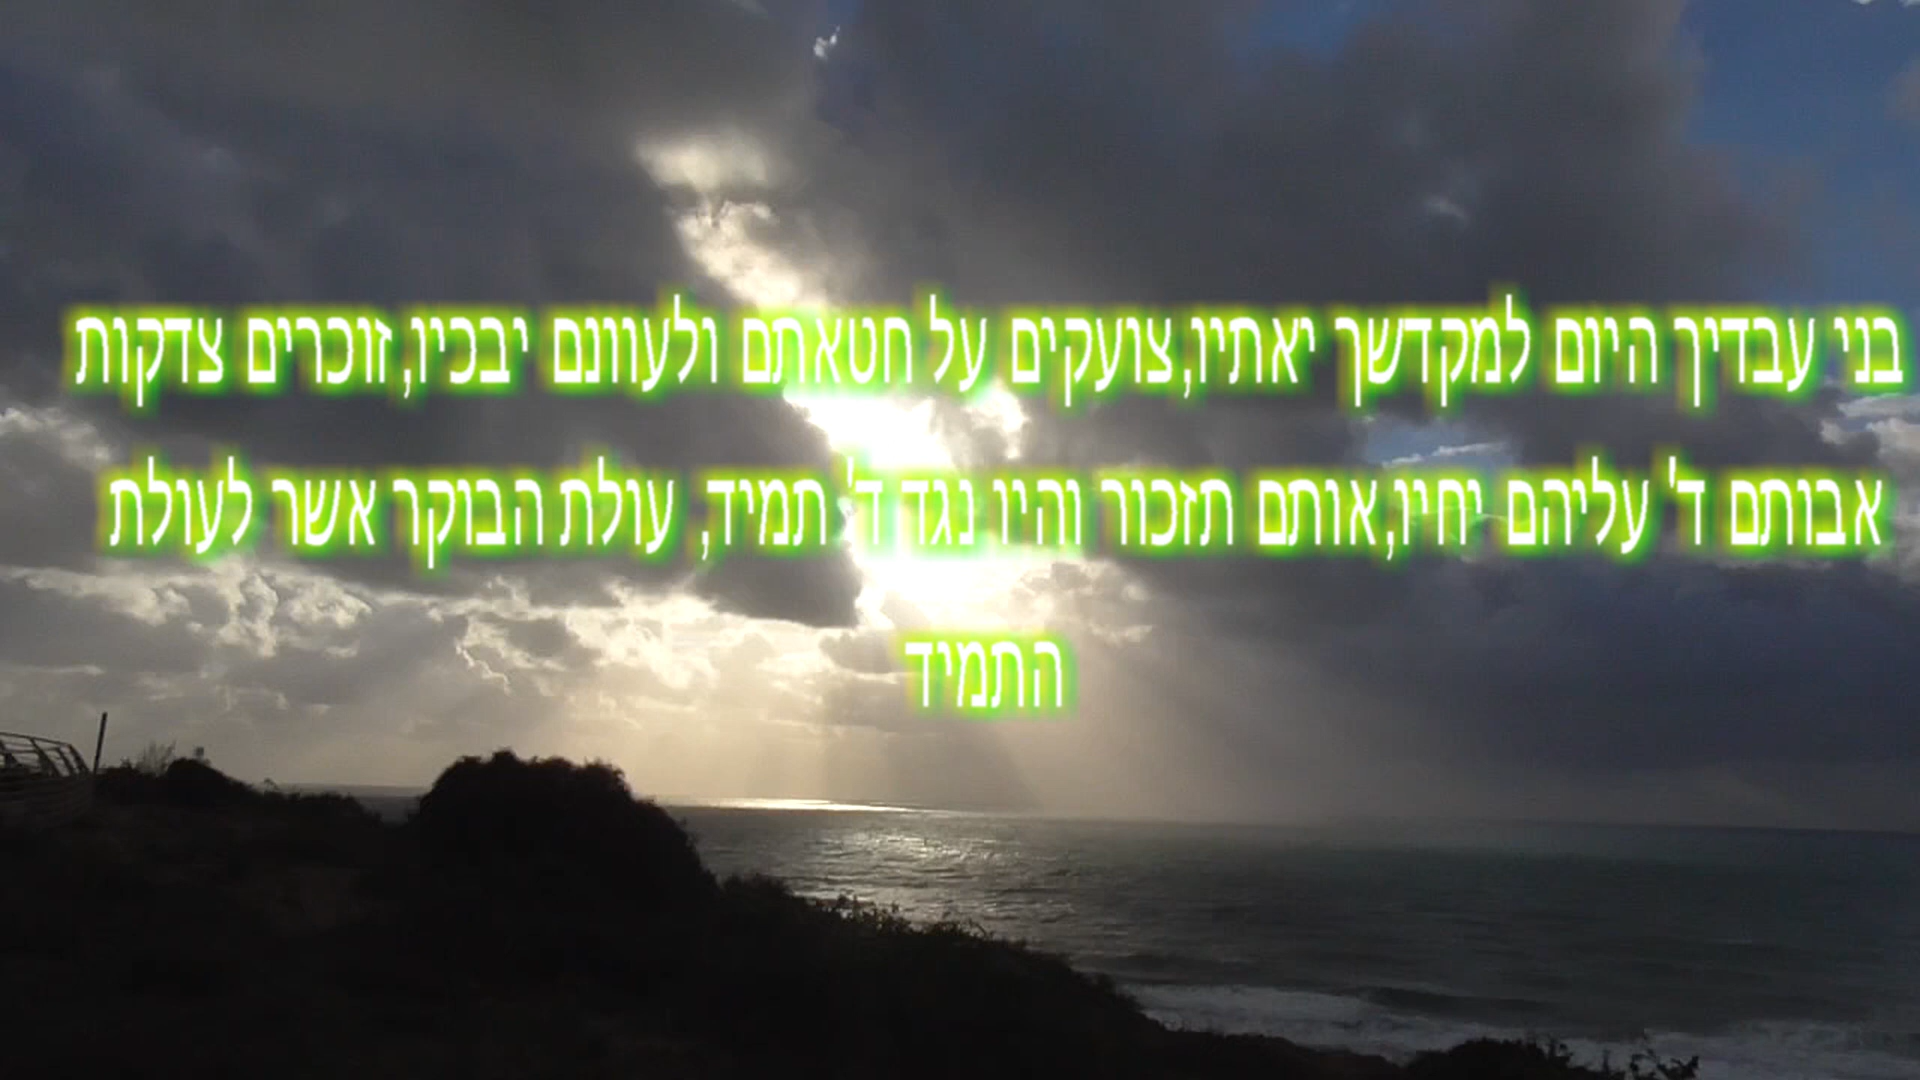 בני עבדיך היום למקדשך יאתיו,צועקים על חטאתם ולעוונם יבכיו,זוכרים צדקות
אבותם ד' עליהם יחיו,אותם תזכור והיו נגד ד' תמיד, עולת הבוקר אשר לעולת
התמיד